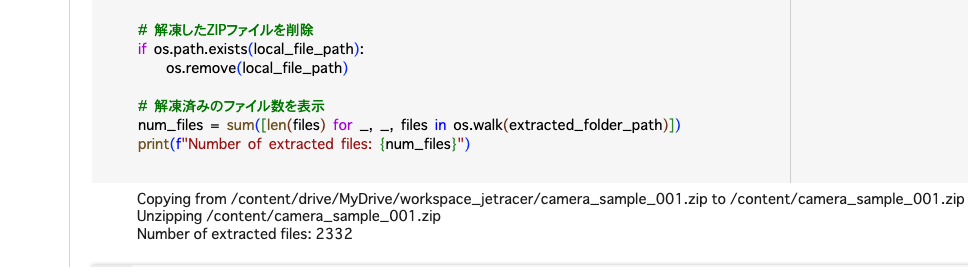 # 解凍したZIPファイルを削除
if os.path.exists(local_file_path):
os.remove(local_file_path)
# 解凍済みのファイル数を表示
num_files = sum([len(files) for _, _, files in os.walk(extracted_folder_path)])
print(f"Number of extracted files: {num_files}")
Copying from /content/drive/MyDrive/workspace_jetracer/camera_sample_001.zip to /content/camera_sample_001.zip
Unzipping /content/camera_sample_001.zip
Number of extracted files: 2332